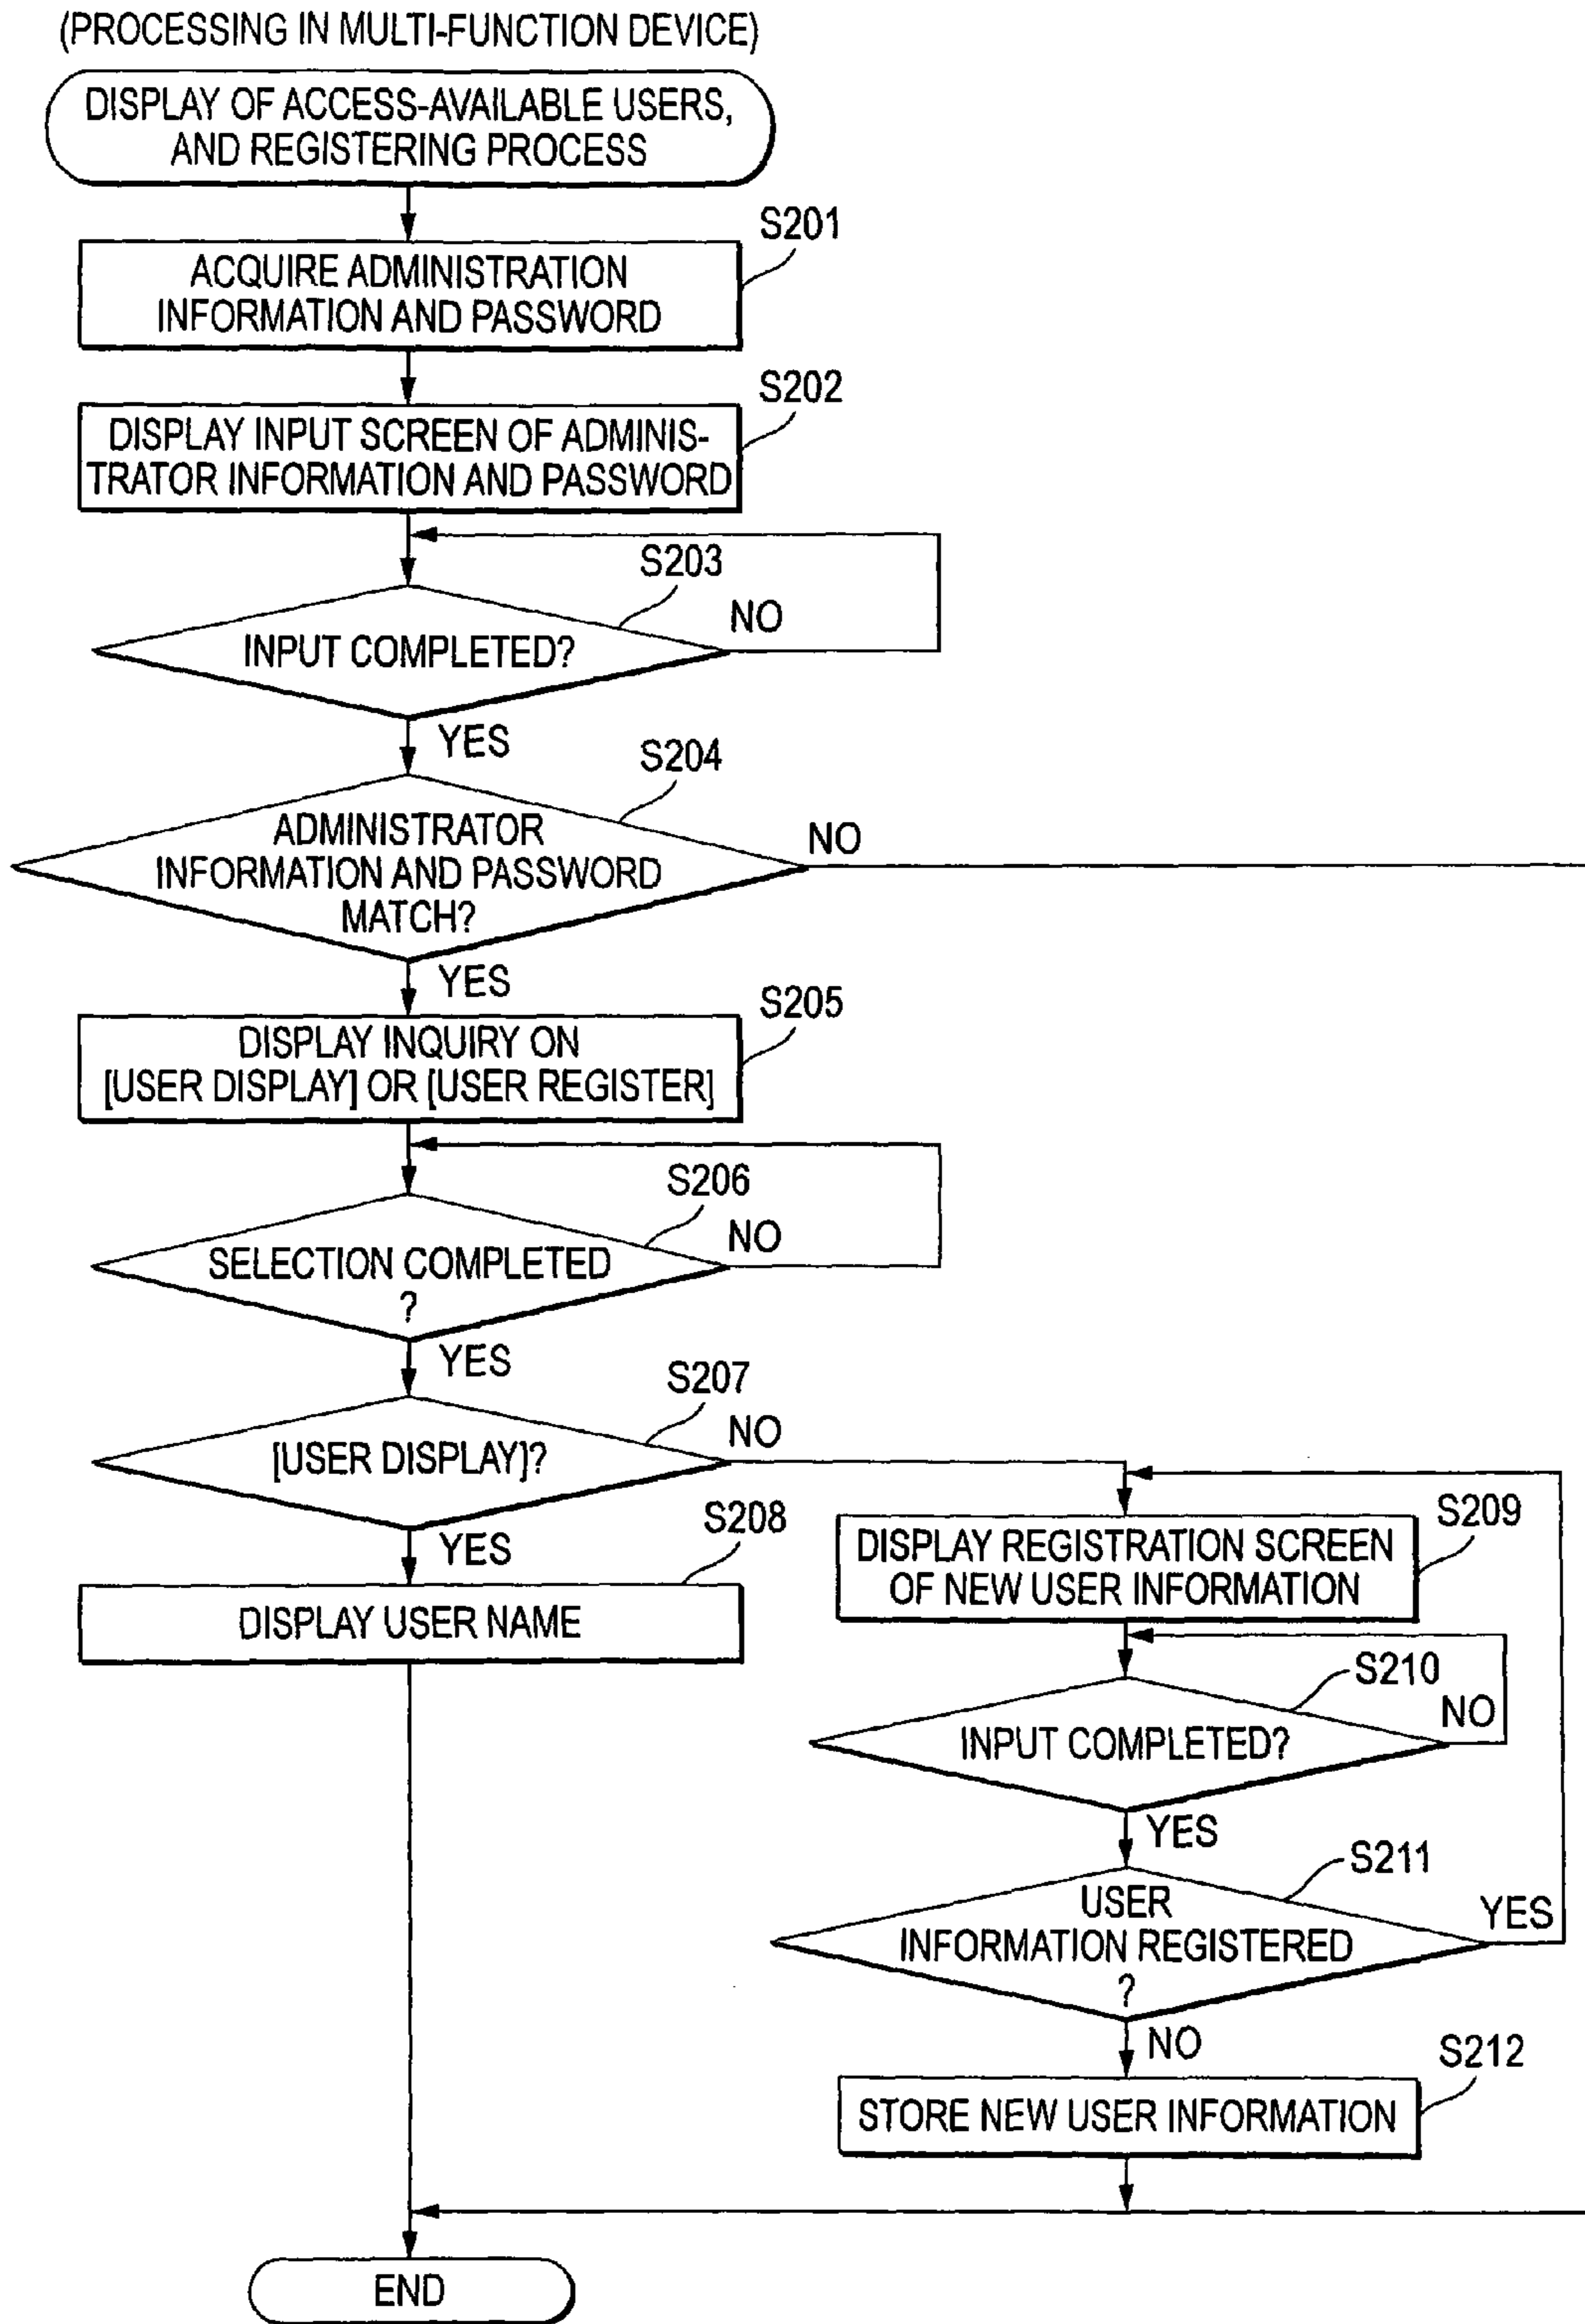 (PROCESSING IN MULTI-FUNCTION DEVICE)
DISPLAY OF ACCESS-AVAILABLE USERS,
AND REGISTERING PROCESS
S201
ACQUIRE ADMINISTRATION
INFORMATION AND PASSWORD
S202
DISPLAY INPUT SCREEN OF ADMINIS-
TRATOR INFORMATION AND PASSWORD
S203
NO
INPUT COMPLETED?
YES
S204
NO
ADMINISTRATOR
INFORMATION AND PASSWORD
MATCH?
YES
S205
DISPLAY INQUIRY ON
[USER DISPLAY] OR [USER REGISTER]
S206
NO
SELECTION COMPLETED
?
YES
S207
NO
[USER DISPLAY]?
YES
S208
DISPLAY USER NAME
S209
DISPLAY REGISTRATION SCREEN
OF NEW USER INFORMATION
S210
NO
INPUT COMPLETED?
YES
S211
USER
INFORMATION REGISTERED
?
YES
NO
S212
STORE NEW USER INFORMATION
END